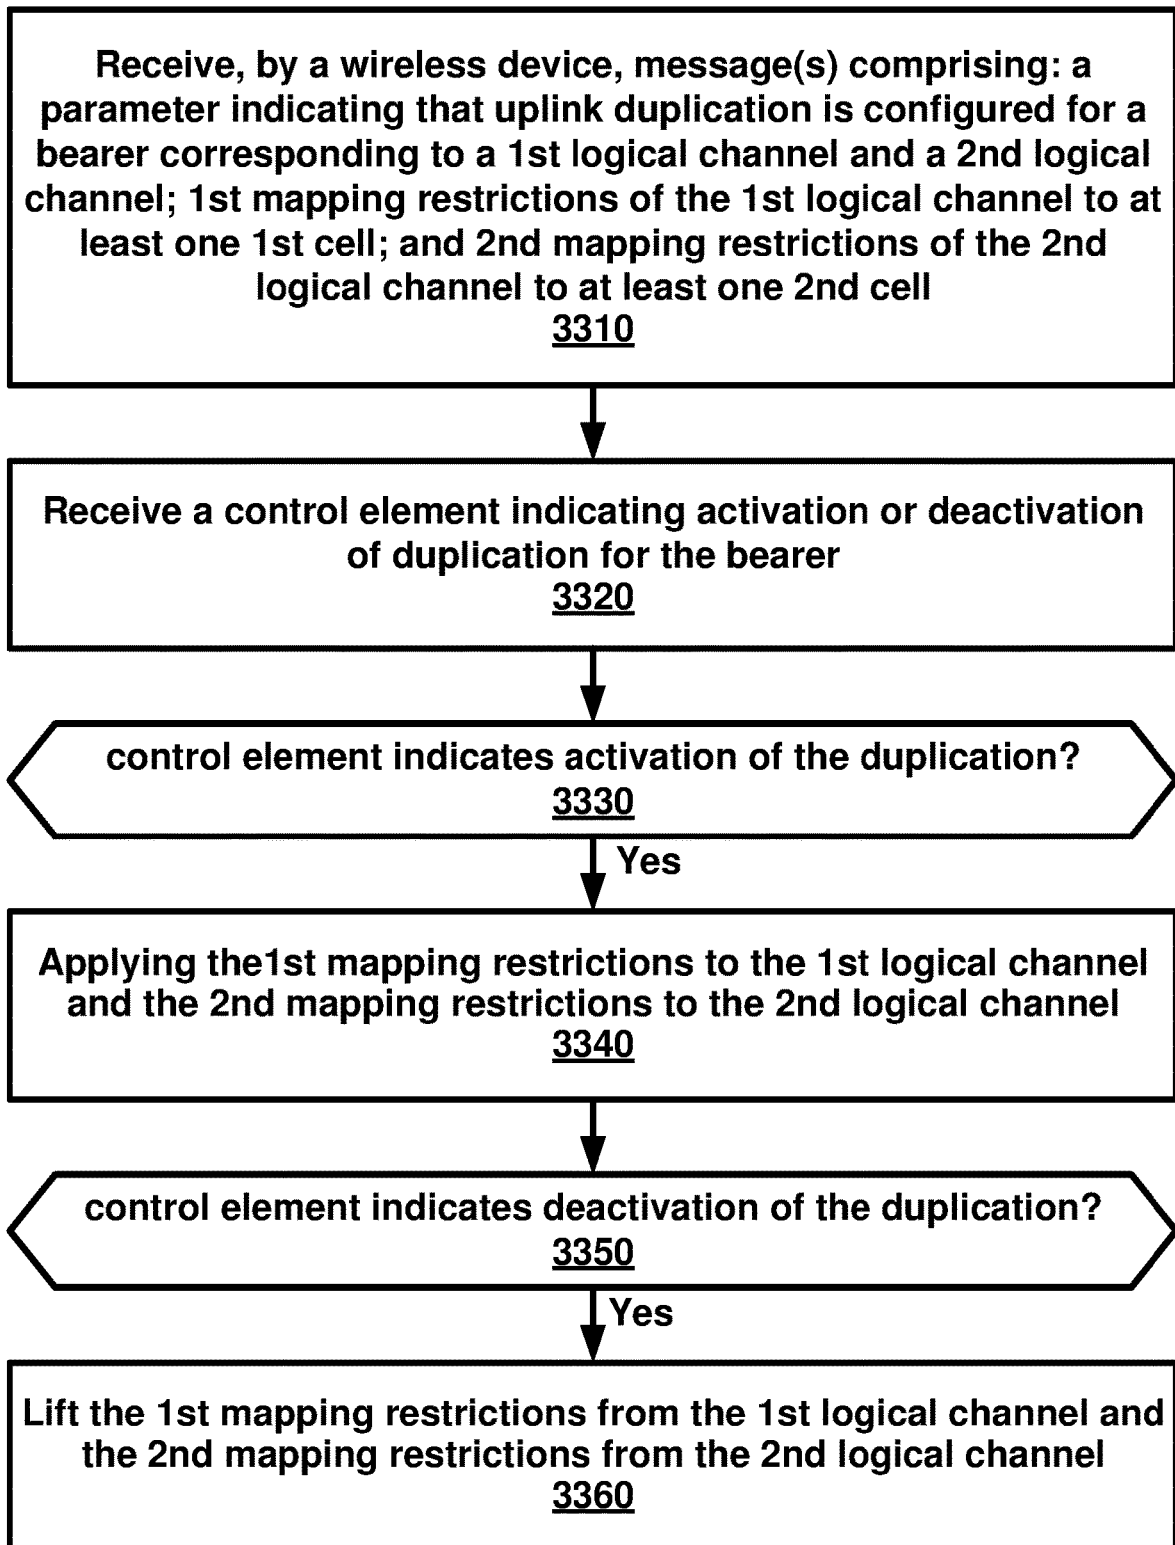 Receive, by a wireless device, message(s) comprising: a
parameter indicating that uplink duplication is configured for a
bearer corresponding to a 1st logical channel and a 2nd logical
channel; 1st mapping restrictions of the 1st logical channel to at
least one 1st cell; and 2nd mapping restrictions of the 2nd
logical channel to at least one 2nd cell
3310
Receive a control element indicating activation or deactivation
of duplication for the bearer
3320
control element indicates activation of the duplication?
3330
Yes
Applying the1st mapping restrictions to the 1st logical channel
and the 2nd mapping restrictions to the 2nd logical channel
3340
control element indicates deactivation of the duplication?
3350
Yes
Lift the 1st mapping restrictions from the 1st logical channel and
the 2nd mapping restrictions from the 2nd logical channel
3360